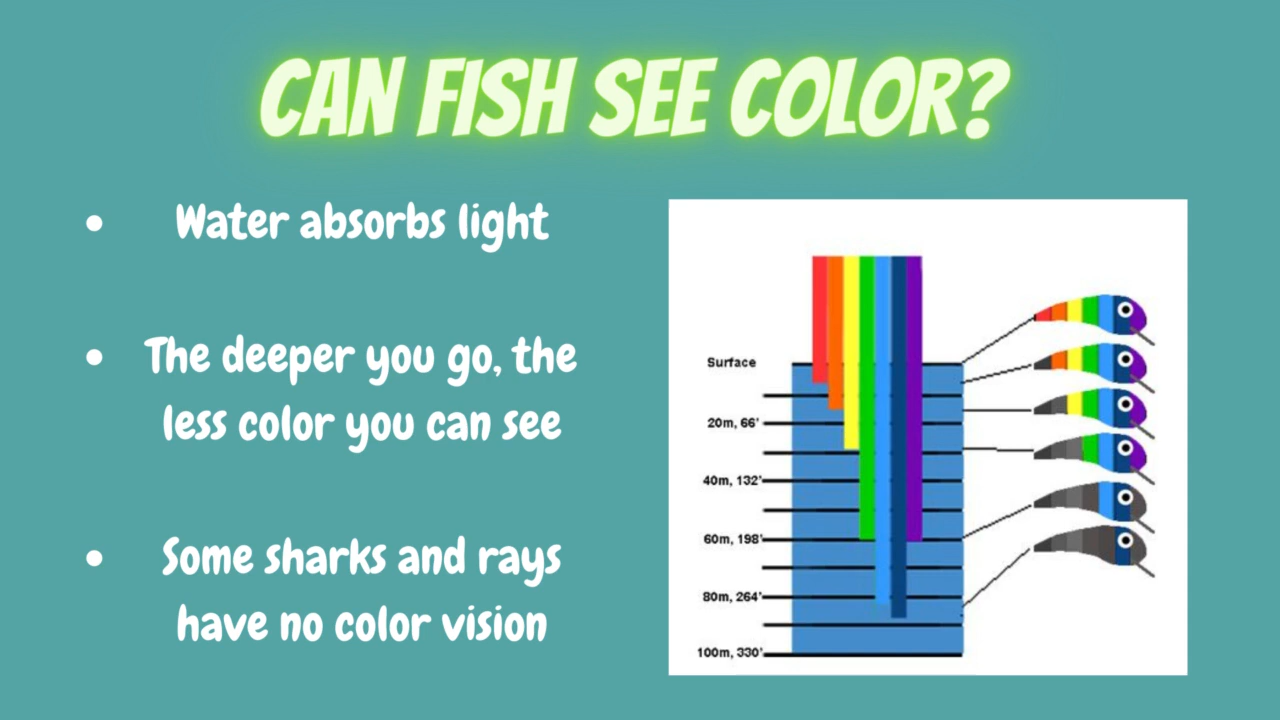 CAN FISH SEE COLOR?
• Water absorbs light
• The deeper you go, the
less color you can see
• Some sharks and rays
have no color vision
Surface
20m, 66'
40m, 132'
60m, 198'
80m, 264'
100m, 330'